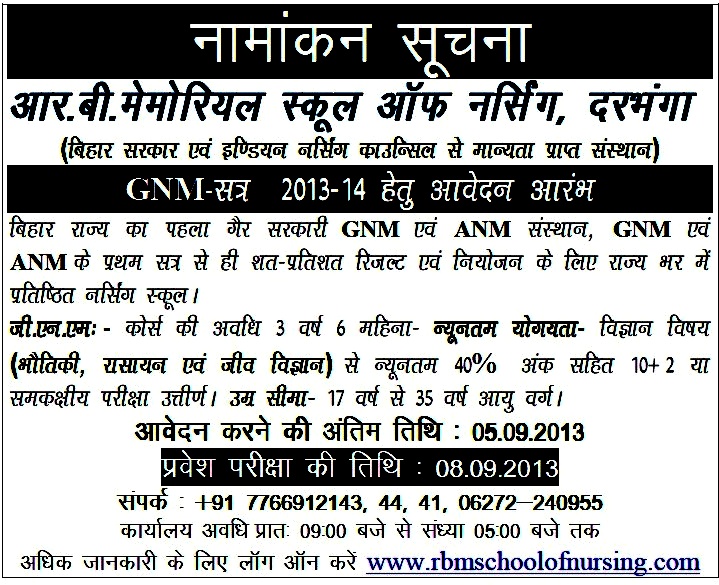 नामांकन सूचना
आर.बी.मेमोरियल स्कूल ऑफ नर्सिंग, दरभंगा
(बिहार सरकार एवं इण्डियन नर्सिंग काउन्सिल से मान्यता प्राप्त संस्थान)
GNM-सत्र 2013-14 हेतु आवेदन आरंभ
बिहार राज्य का पहला गैर सरकारी GNM एवं ANM संस्थान, GNM एवं
ANM के प्रथम सत्र से ही शत-प्रतिशत रिजल्ट एवं नियोजन के लिए राज्य भर में
प्रतिष्ठित नर्सिंग स्कूल।
जी.एन.एमः - कोर्स की अवधि 3 वर्ष 6 महिना- न्यूनतम योगयता- विज्ञान विषय
(भौतिकी, रासायन एवं जीव विज्ञान) से न्यूनतम 40% अंक सहित 10+2 या
समकक्षीय परीक्षा उत्तीर्ण। उम्र सीमा- 17 वर्ष से 35 वर्ष आयु वर्ग।
आवेदन करने की अंतिम तिथि : 05.09.2013
प्रवेश परीक्षा की तिथि : 08.09.2013
संपर्क : +91 7766912143, 44, 41, 06272-240955
कार्यालय अवधि प्रातः 09:00 बजे से संध्या 05:00 बजे तक
अधिक जानकारी के लिए लॉग ऑन करें www.rbmschoolofnursing.com